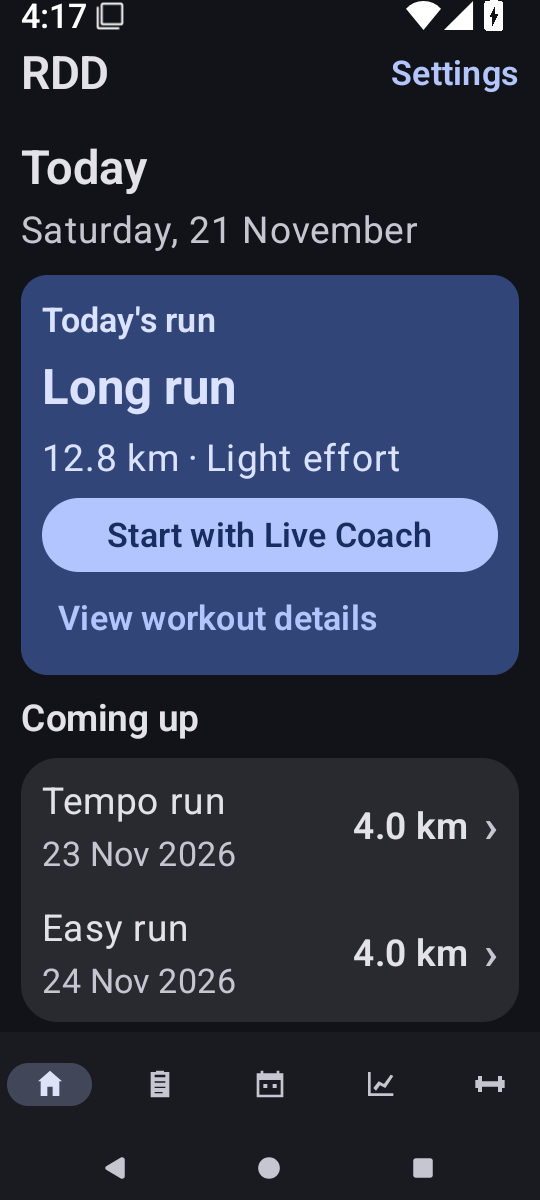 4:17
RDD
Settings
Today
Saturday, 21 November
Today's run
Long run
12.8 km · Light effort
Start with Live Coach
View workout details
Coming up
Tempo run
23 Nov 2026
4.0 km ›
Easy run
24 Nov 2026
4.0 km ›